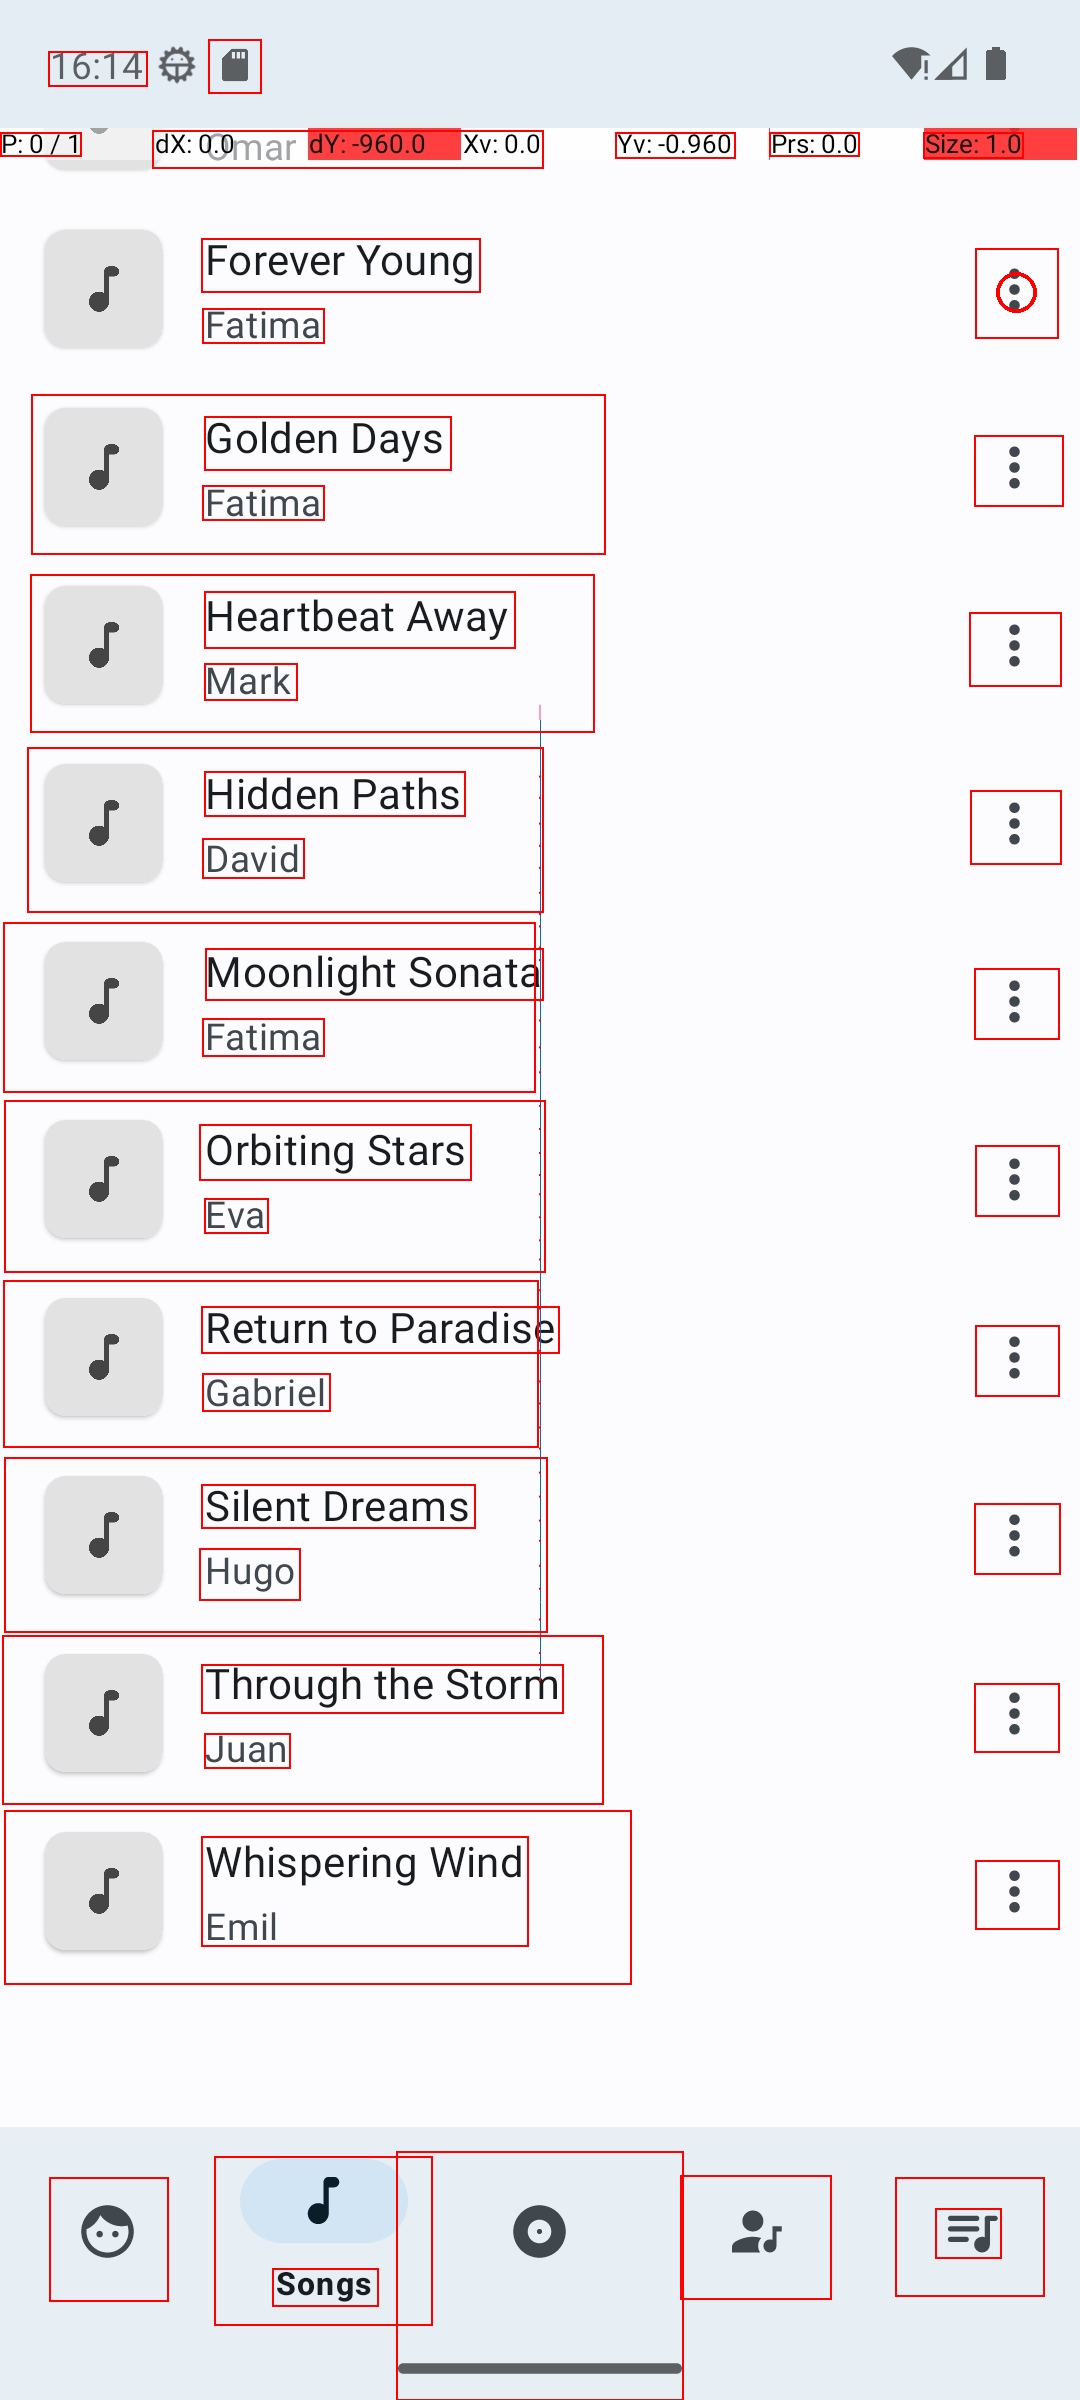 16:14
P: 0 / 1 dX: 0.0 dY: -960.0 Xv: 0.0 Yv: -0.960 Prs: 0.0 Size: 1.0
Omar
Forever Young
Fatima
Golden Days
Fatima
Heartbeat Away
Mark
Hidden Paths
David
Moonlight Sonata
Fatima
Orbiting Stars
Eva
Return to Paradise
Gabriel
Silent Dreams
Hugo
Through the Storm
Juan
Whispering Wind
Emil
Songs